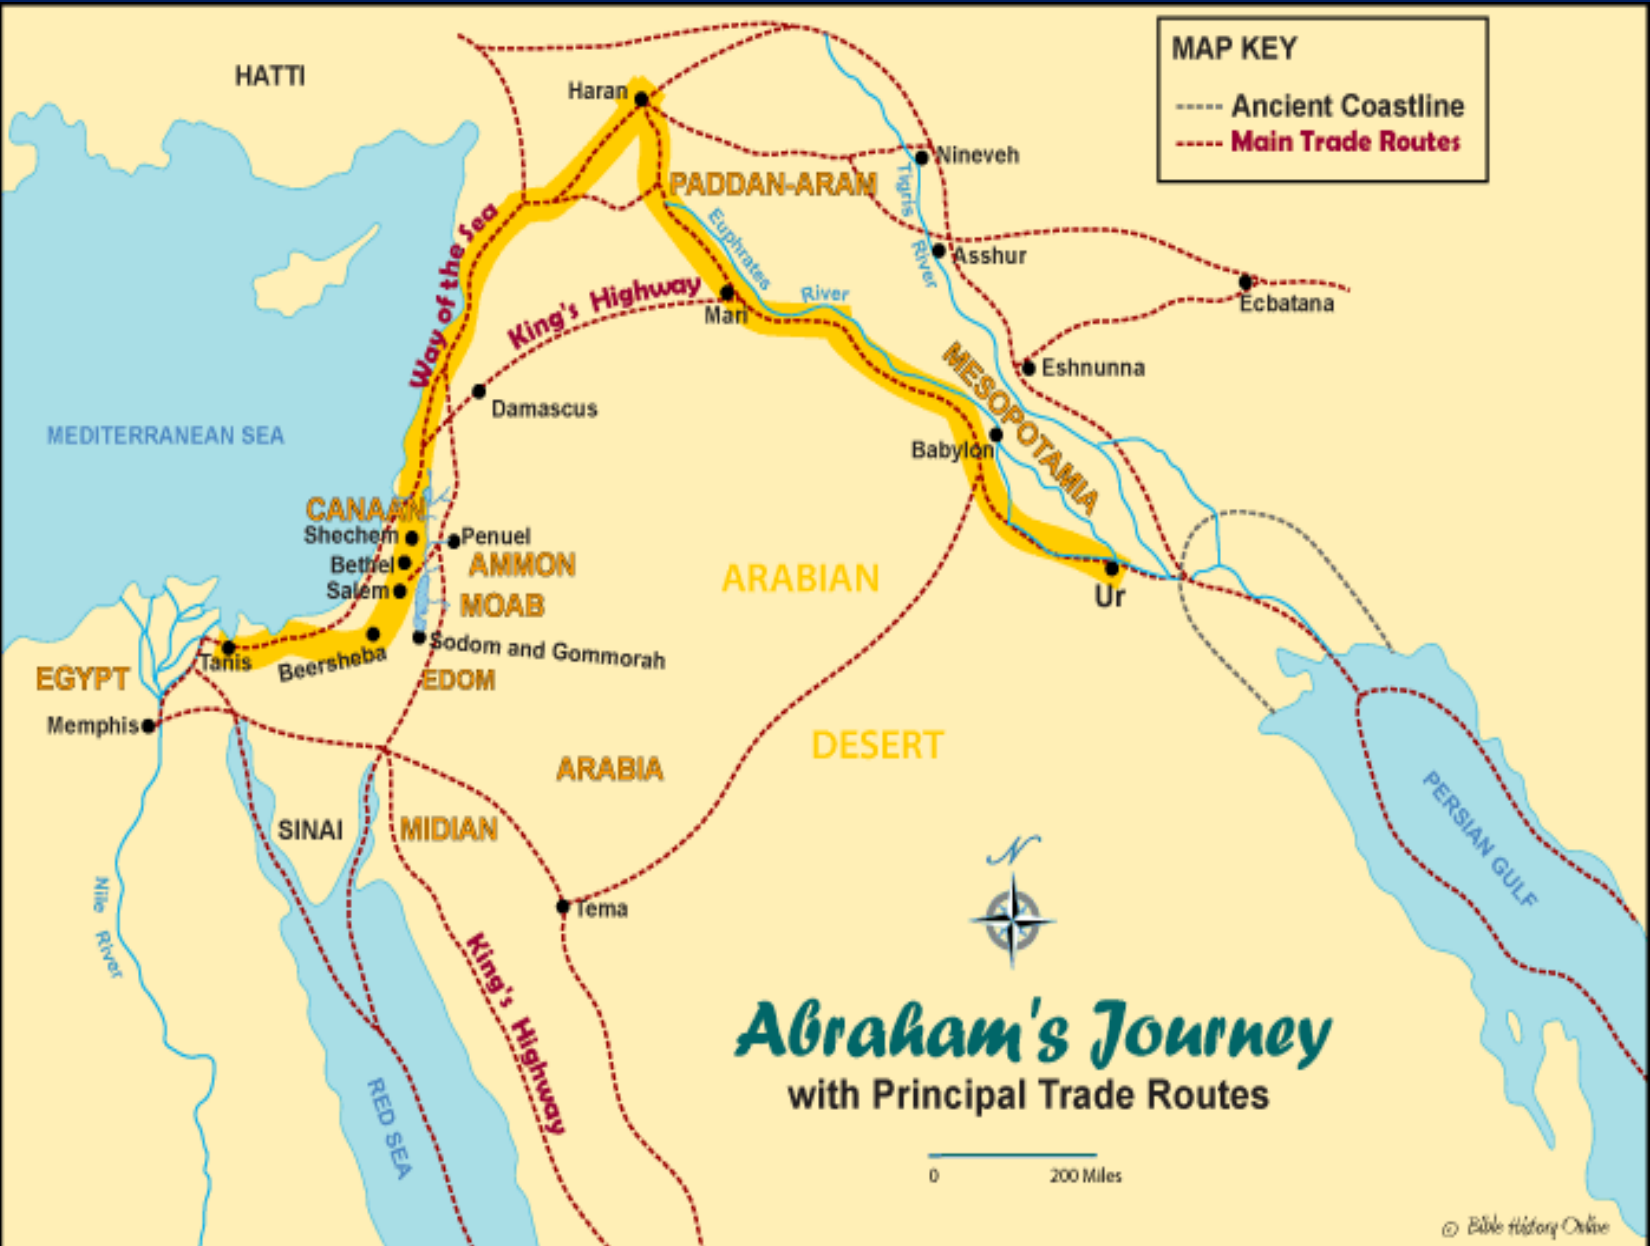 HATTI
Haran
MAP KEY
Ancient Coastline
Main Trade Routes
Nineveh
PADDAN-ARAM
Tigris
River
Euphrates
River
Way of the Sea
King's Highway
Mari
Asshur
Ecbatana
Eshnunna
Damascus
MESOPOTAMIA
MEDITERRANEAN SEA
Babylon
CANAAN
Shechem
Penuel
Bethel
AMMON
Salem
MOAB
ARABIAN
Ur
Sodom and Gommorah
Tanis
Beersheba
EGYPT
EDOM
Memphis
DESERT
ARABIA
SINAI
MIDIAN
PERSIAN GULF
N
Nile River
Tema
King's Highway
Abraham's Journey
with Principal Trade Routes
RED SEA
0 200 Miles
© Bible History Online